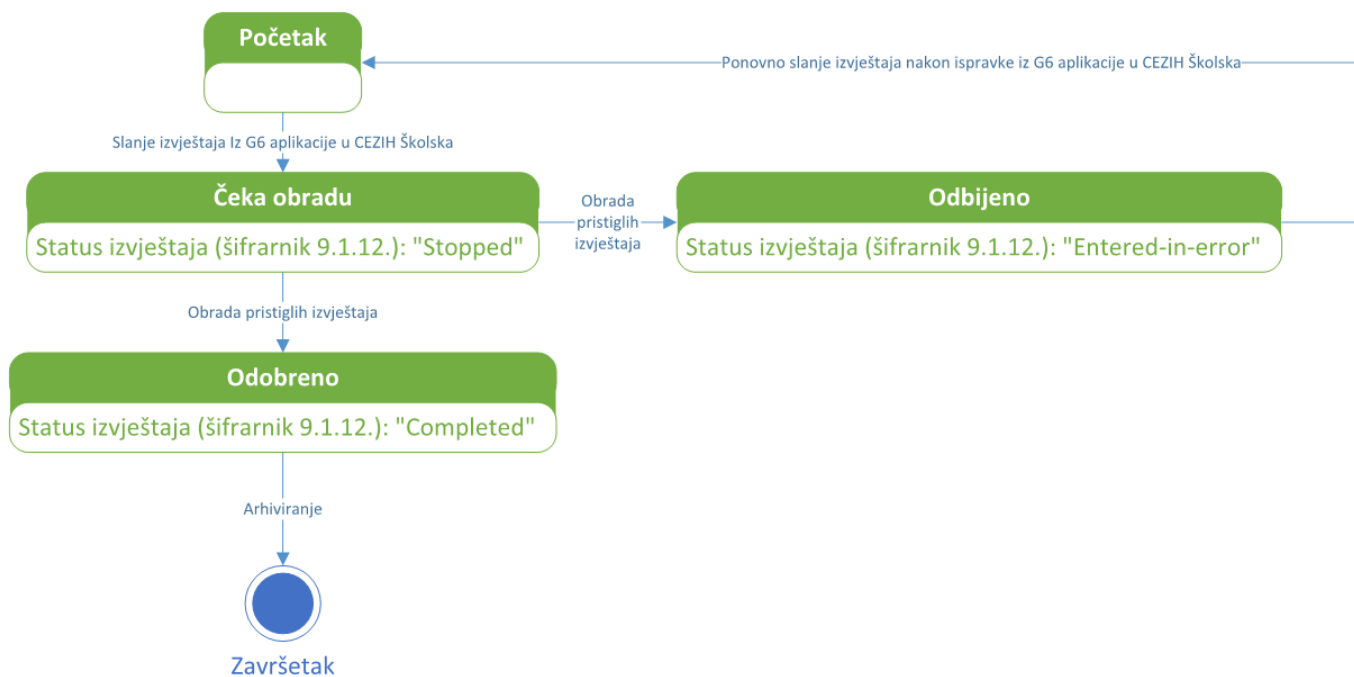 Početak
Ponovno slanje izvještaja nakon ispravke iz G6 aplikacije u CEZIH Školska
Slanje izvještaja Iz G6 aplikacije u CEZIH Školska
Čeka obradu
Status izvještaja (šifrarnik 9.1.12.): "Stopped"
Obrada
pristiglih
izvještaja
Odbijeno
Status izvještaja (šifrarnik 9.1.12.): "Entered-in-error"
Obrada pristiglih izvještaja
Odobreno
Status izvještaja (šifrarnik 9.1.12.): "Completed"
Arhiviranje
Završetak